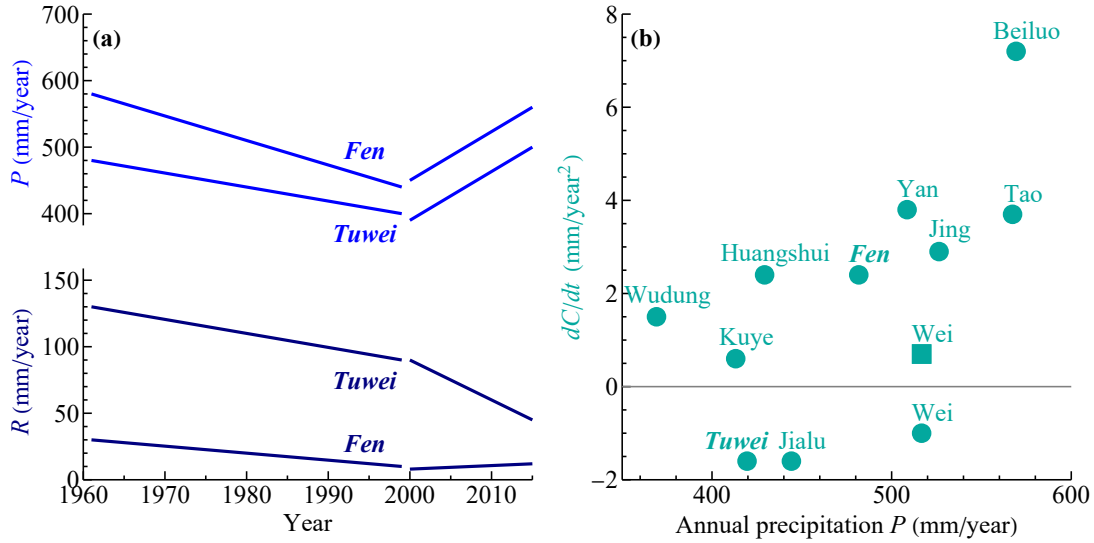 (a)
700
600
500
400
P (mm/year)
Fen
Tuwei
150
100
50
0
R (mm/year)
Tuwei
Fen
1960 1970 1980 1990 2000 2010
Year
(b)
8
6
4
2
0
−2
dC/dt (mm/year²)
Beiluo
Yan
Tao
Jing
Huangshui
Fen
Wudung
Kuye
Wei
Wei
Tuwei
Jialu
400 500 600
Annual precipitation P (mm/year)